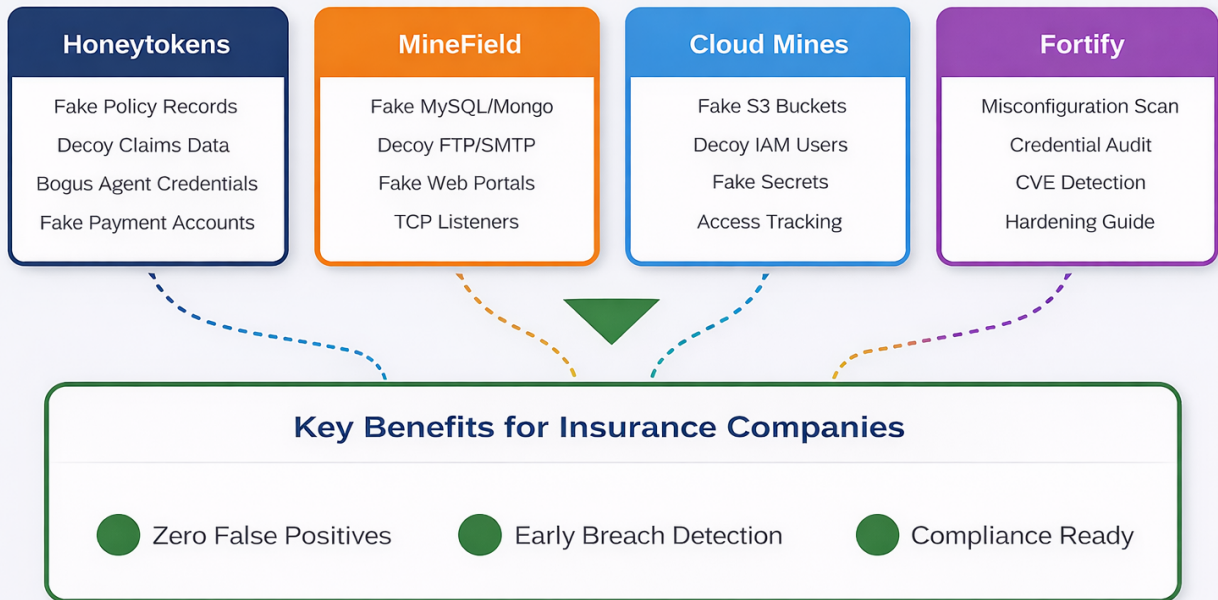 Honeytokens
Fake Policy Records
Decoy Claims Data
Bogus Agent Credentials
Fake Payment Accounts
MineField
Fake MySQL/Mongo
Decoy FTP/SMTP
Fake Web Portals
TCP Listeners
Cloud Mines
Fake S3 Buckets
Decoy IAM Users
Fake Secrets
Access Tracking
Fortify
Misconfiguration Scan
Credential Audit
CVE Detection
Hardening Guide
Key Benefits for Insurance Companies
Zero False Positives
Early Breach Detection
Compliance Ready